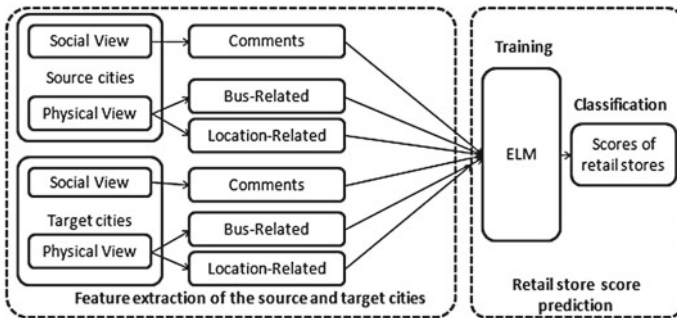 Social View
Comments
Source cities
Bus-Related
Physical View
Location-Related
Social View
Comments
Target cities
Bus-Related
Physical View
Location-Related
Feature extraction of the source and target cities
Training
ELM
Classification
Scores of
retail stores
Retail store score
prediction